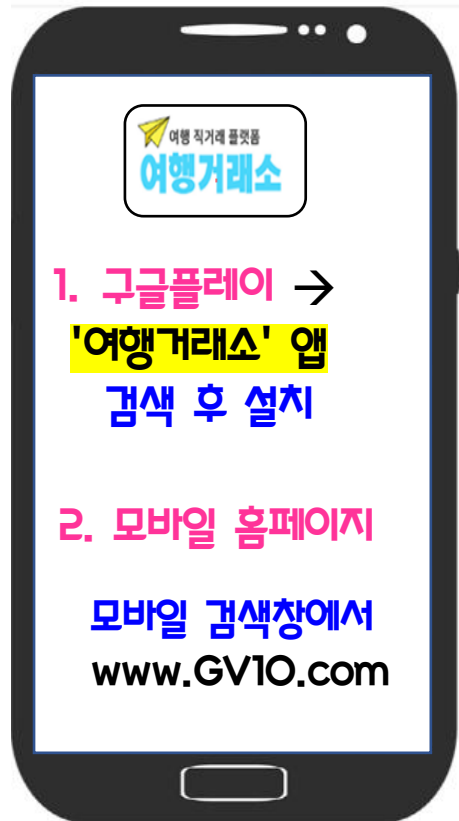 여행 직거래 플랫폼
여행거래소
1. 구글플레이 →
'여행거래소' 앱
검색 후 설치
2. 모바일 홈페이지
모바일 검색창에서
www.GV10.com